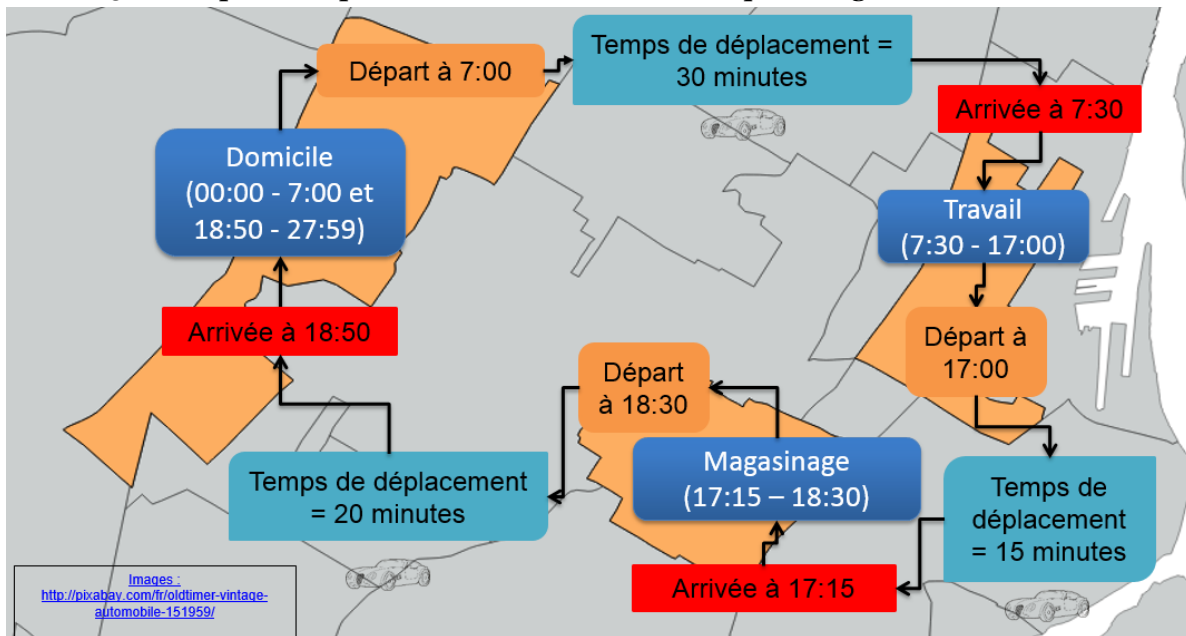 Départ à 7:00
Temps de déplacement =
30 minutes
Arrivée à 7:30
Domicile
(00:00 - 7:00 et
18:50 - 27:59)
Travail
(7:30 - 17:00)
Arrivée à 18:50
Départ à
17:00
Départ
à 18:30
Magasinage
(17:15 – 18:30)
Temps de déplacement
= 20 minutes
Temps de
déplacement
= 15 minutes
Arrivée à 17:15
Images :
http://pixabay.com/fr/oldtimer-vintage-
automobile-151959/